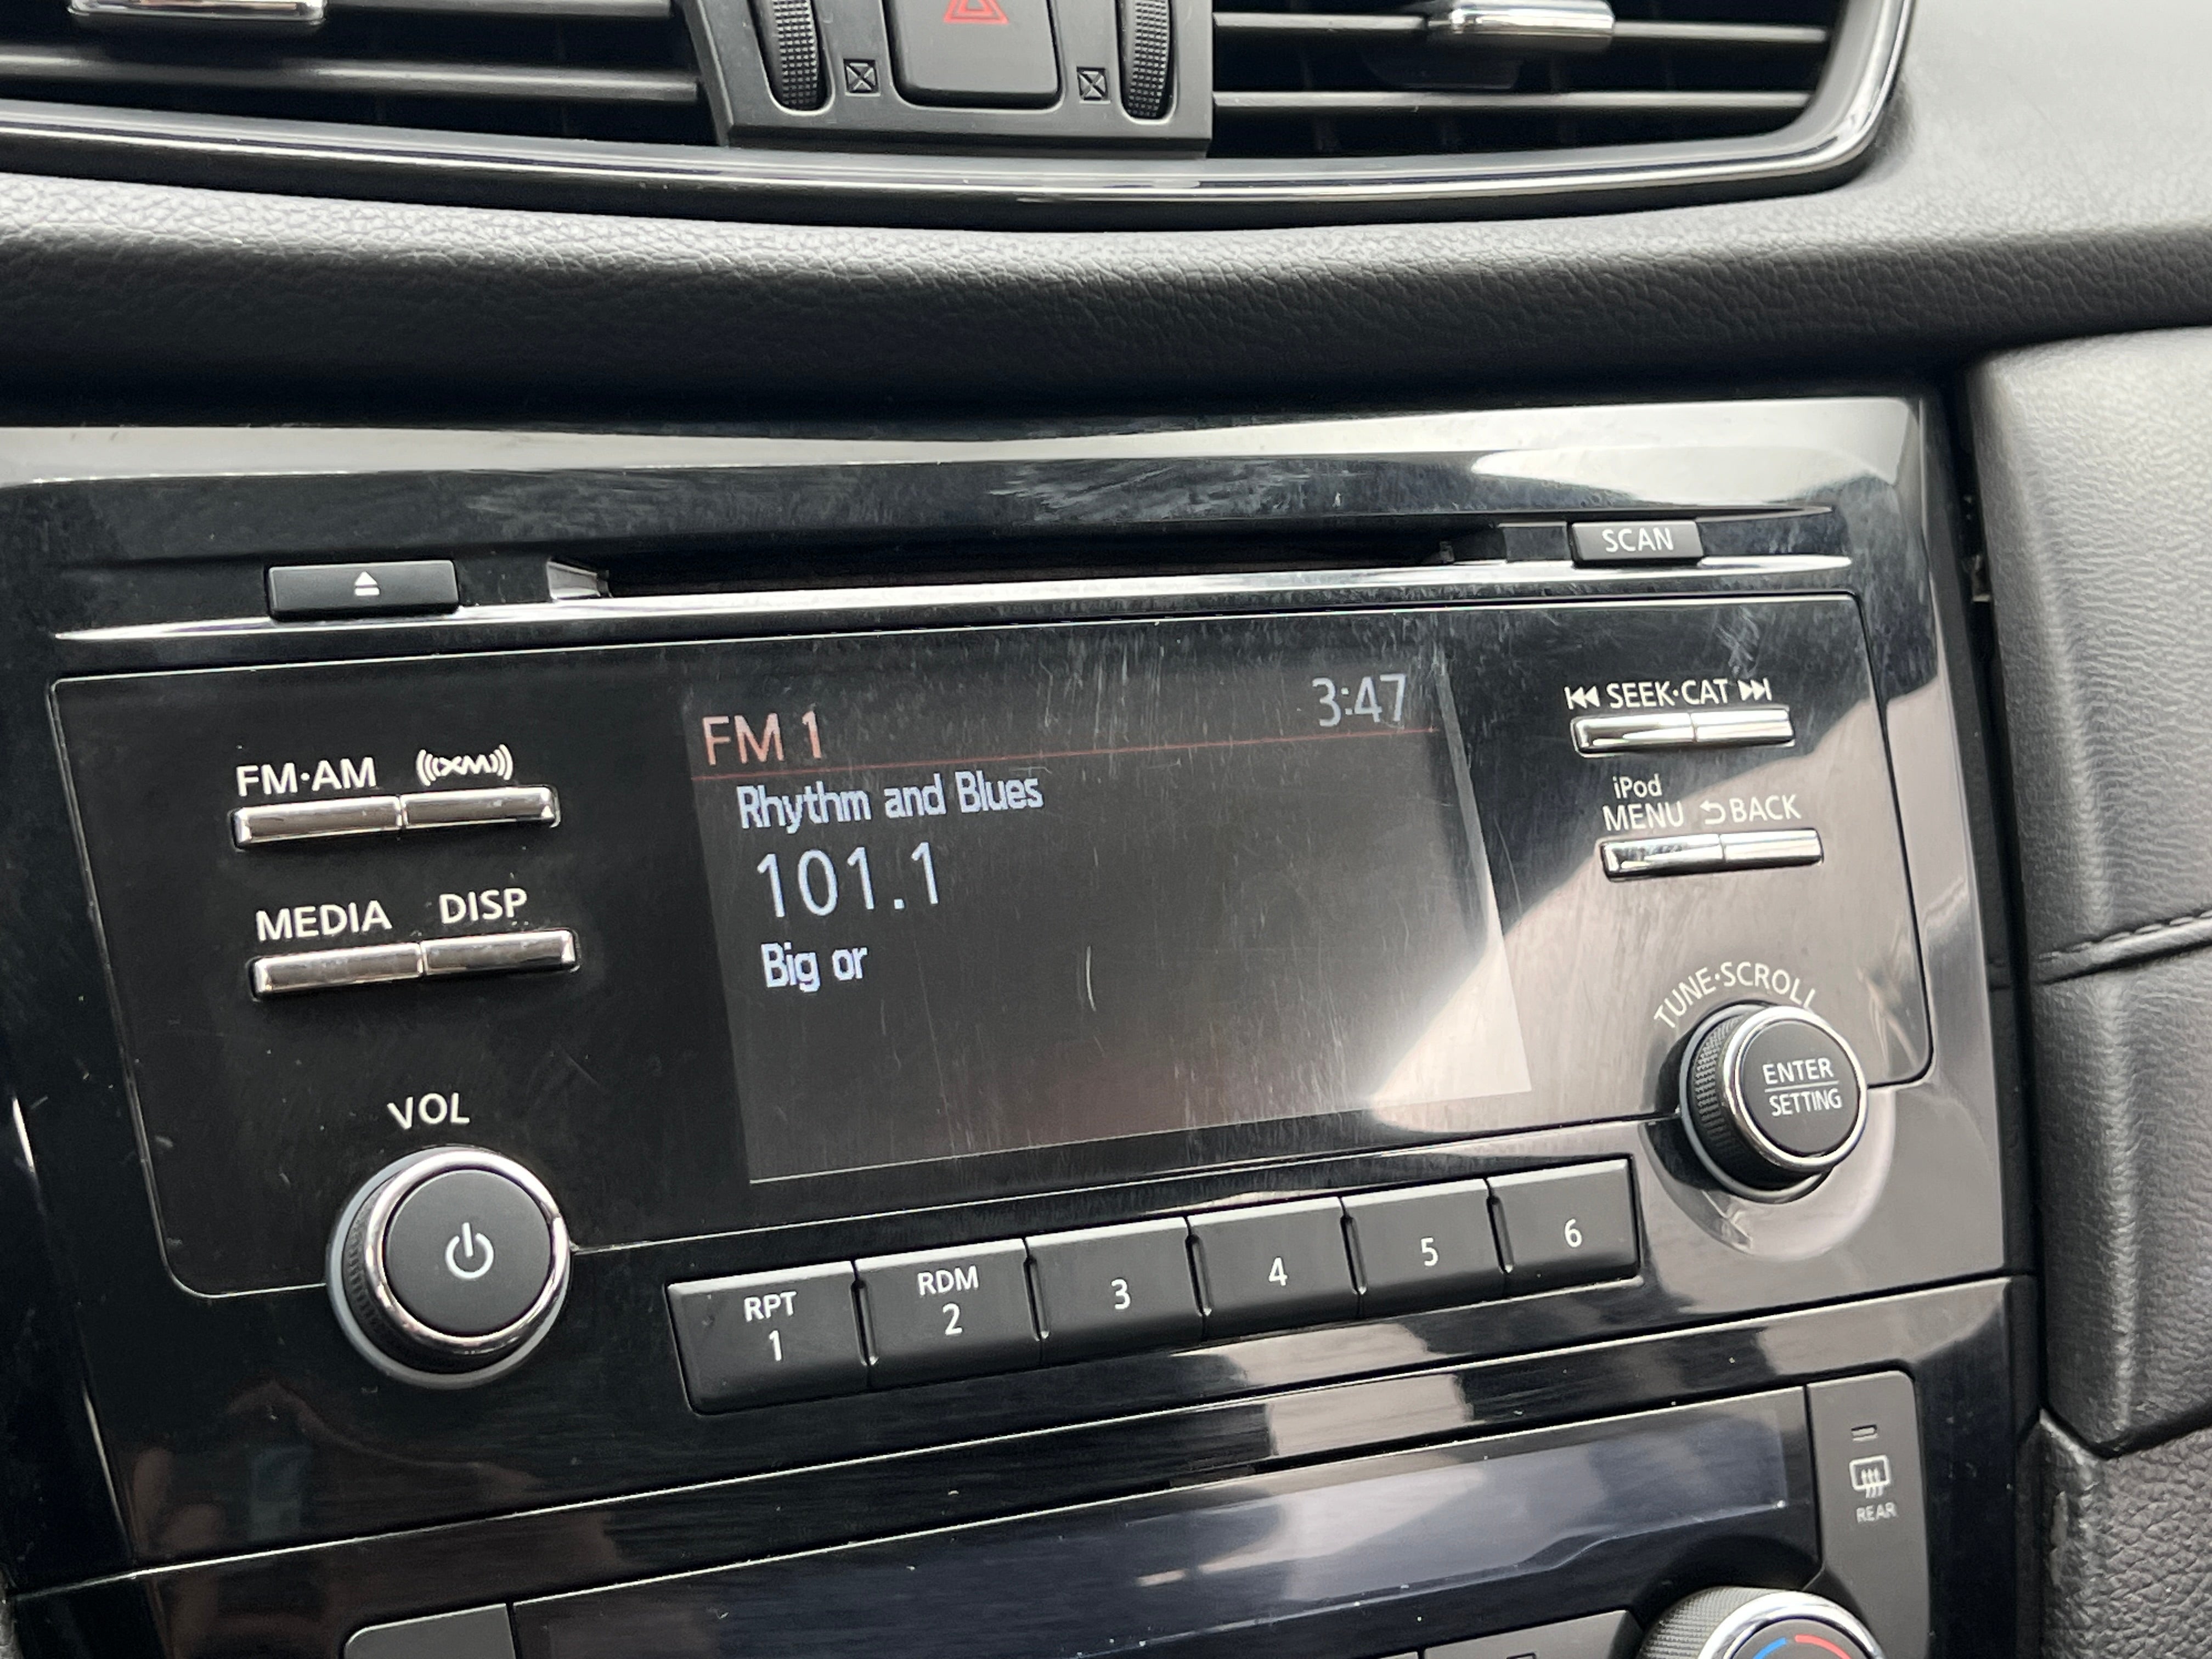 SCAN
FM 1 3:47
SEEK·CAT
FM·AM XM
Rhythm and Blues
iPod
MENU BACK
101.1
MEDIA DISP
Big or
TUNE·SCROLL
ENTER
SETTING
VOL
RPT
1
RDM
2
3
4
5
6
REAR